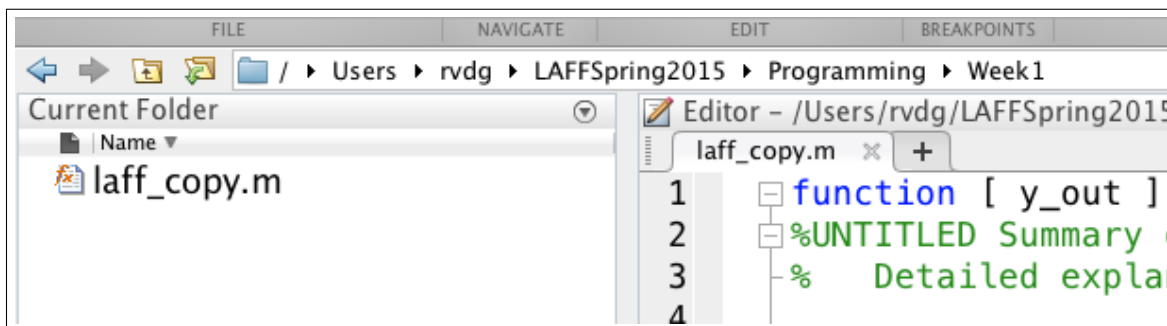 FILE NAVIGATE EDIT BREAKPOINTS
/ ▸ Users ▸ rvdg ▸ LAFFSpring2015 ▸ Programming ▸ Week1
Current Folder
Name
laff_copy.m
Editor – /Users/rvdg/LAFFSpring2015
laff_copy.m × +
1 function [ y_out ]
2 %UNTITLED Summary
3 % Detailed expla
4